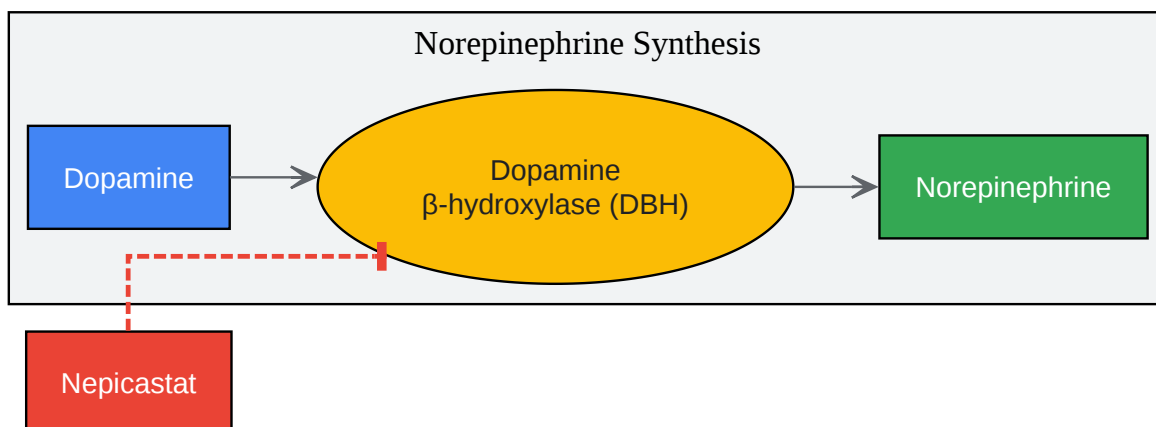 Norepinephrine Synthesis
Dopamine
Dopamine
β-hydroxylase (DBH)
Norepinephrine
Nepicastat